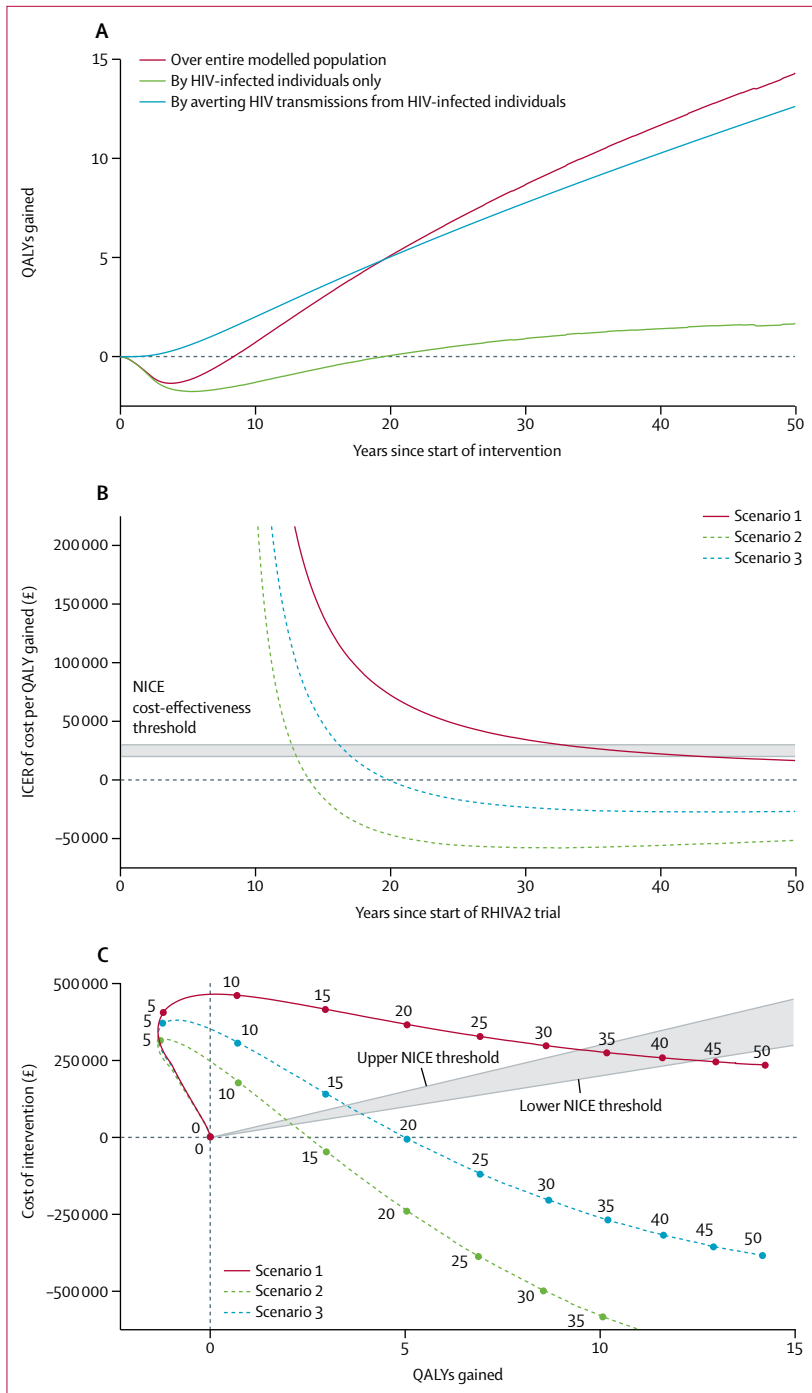 A
Over entire modelled population
By HIV-infected individuals only
By averting HIV transmissions from HIV-infected individuals
15
10
5
0
QALYs gained
0 10 20 30 40 50
Years since start of intervention
B
Scenario 1
Scenario 2
Scenario 3
200 000
150 000
100 000
50 000
0
−50 000
ICER of cost per QALY gained (£)
NICE
cost-effectiveness
threshold
0 10 20 30 40 50
Years since start of RHIVA2 trial
C
500 000
250 000
0
−250 000
−500 000
Cost of intervention (£)
5 10 15 20 25 30 35 40 45 50
5 10 15 20 25 30 35 40 45 50
5 10 15 20 25 30 35
0
0
Upper NICE threshold
Lower NICE threshold
Scenario 1
Scenario 2
Scenario 3
0 5 10 15
QALYs gained